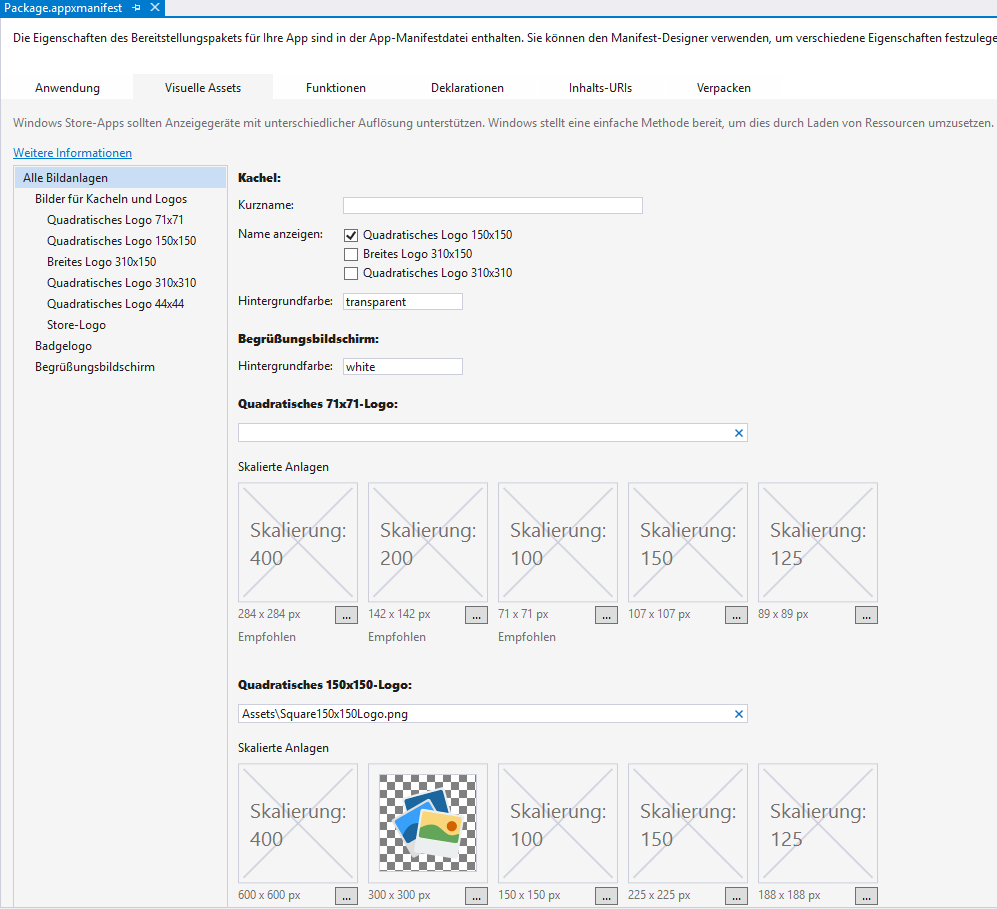 Package.appxmanifest
Die Eigenschaften des Bereitstellungspakets für Ihre App sind in der App-Manifestdatei enthalten. Sie können den Manifest-Designer verwenden, um verschiedene Eigenschaften festzulege
Anwendung Visuelle Assets Funktionen Deklarationen Inhalts-URIs Verpacken
Windows Store-Apps sollten Anzeigegeräte mit unterschiedlicher Auflösung unterstützen. Windows stellt eine einfache Methode bereit, um dies durch Laden von Ressourcen umzusetzen.
Weitere Informationen
Alle Bildanlagen
Bilder für Kacheln und Logos
Quadratisches Logo 71x71
Quadratisches Logo 150x150
Breites Logo 310x150
Quadratisches Logo 310x310
Quadratisches Logo 44x44
Store-Logo
Badgelogo
Begrüßungsbildschirm
Kachel:
Kurzname:
Name anzeigen: Quadratisches Logo 150x150
Breites Logo 310x150
Quadratisches Logo 310x310
Hintergrundfarbe: transparent
Begrüßungsbildschirm:
Hintergrundfarbe: white
Quadratisches 71x71-Logo:
Skalierte Anlagen
Skalierung: 400
284 x 284 px ...
Empfohlen
Skalierung: 200
142 x 142 px ...
Empfohlen
Skalierung: 100
71 x 71 px ...
Empfohlen
Skalierung: 150
107 x 107 px ...
Skalierung: 125
89 x 89 px ...
Quadratisches 150x150-Logo:
Assets\Square150x150Logo.png
Skalierte Anlagen
Skalierung: 400
600 x 600 px ...
300 x 300 px ...
Skalierung: 100
150 x 150 px ...
Skalierung: 150
225 x 225 px ...
Skalierung: 125
188 x 188 px ...